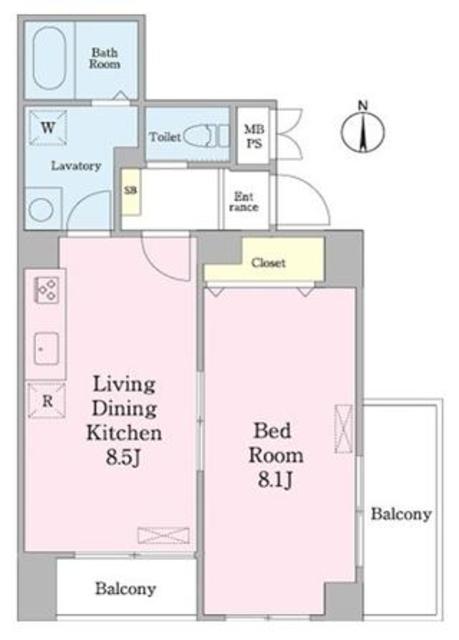 Bath
Room
N
W
Toilet
MB
PS
Lavatory
SB
Ent
rance
Closet
Living
Dining
Kitchen
8.5J
R
Bed
Room
8.1J
Balcony
Balcony